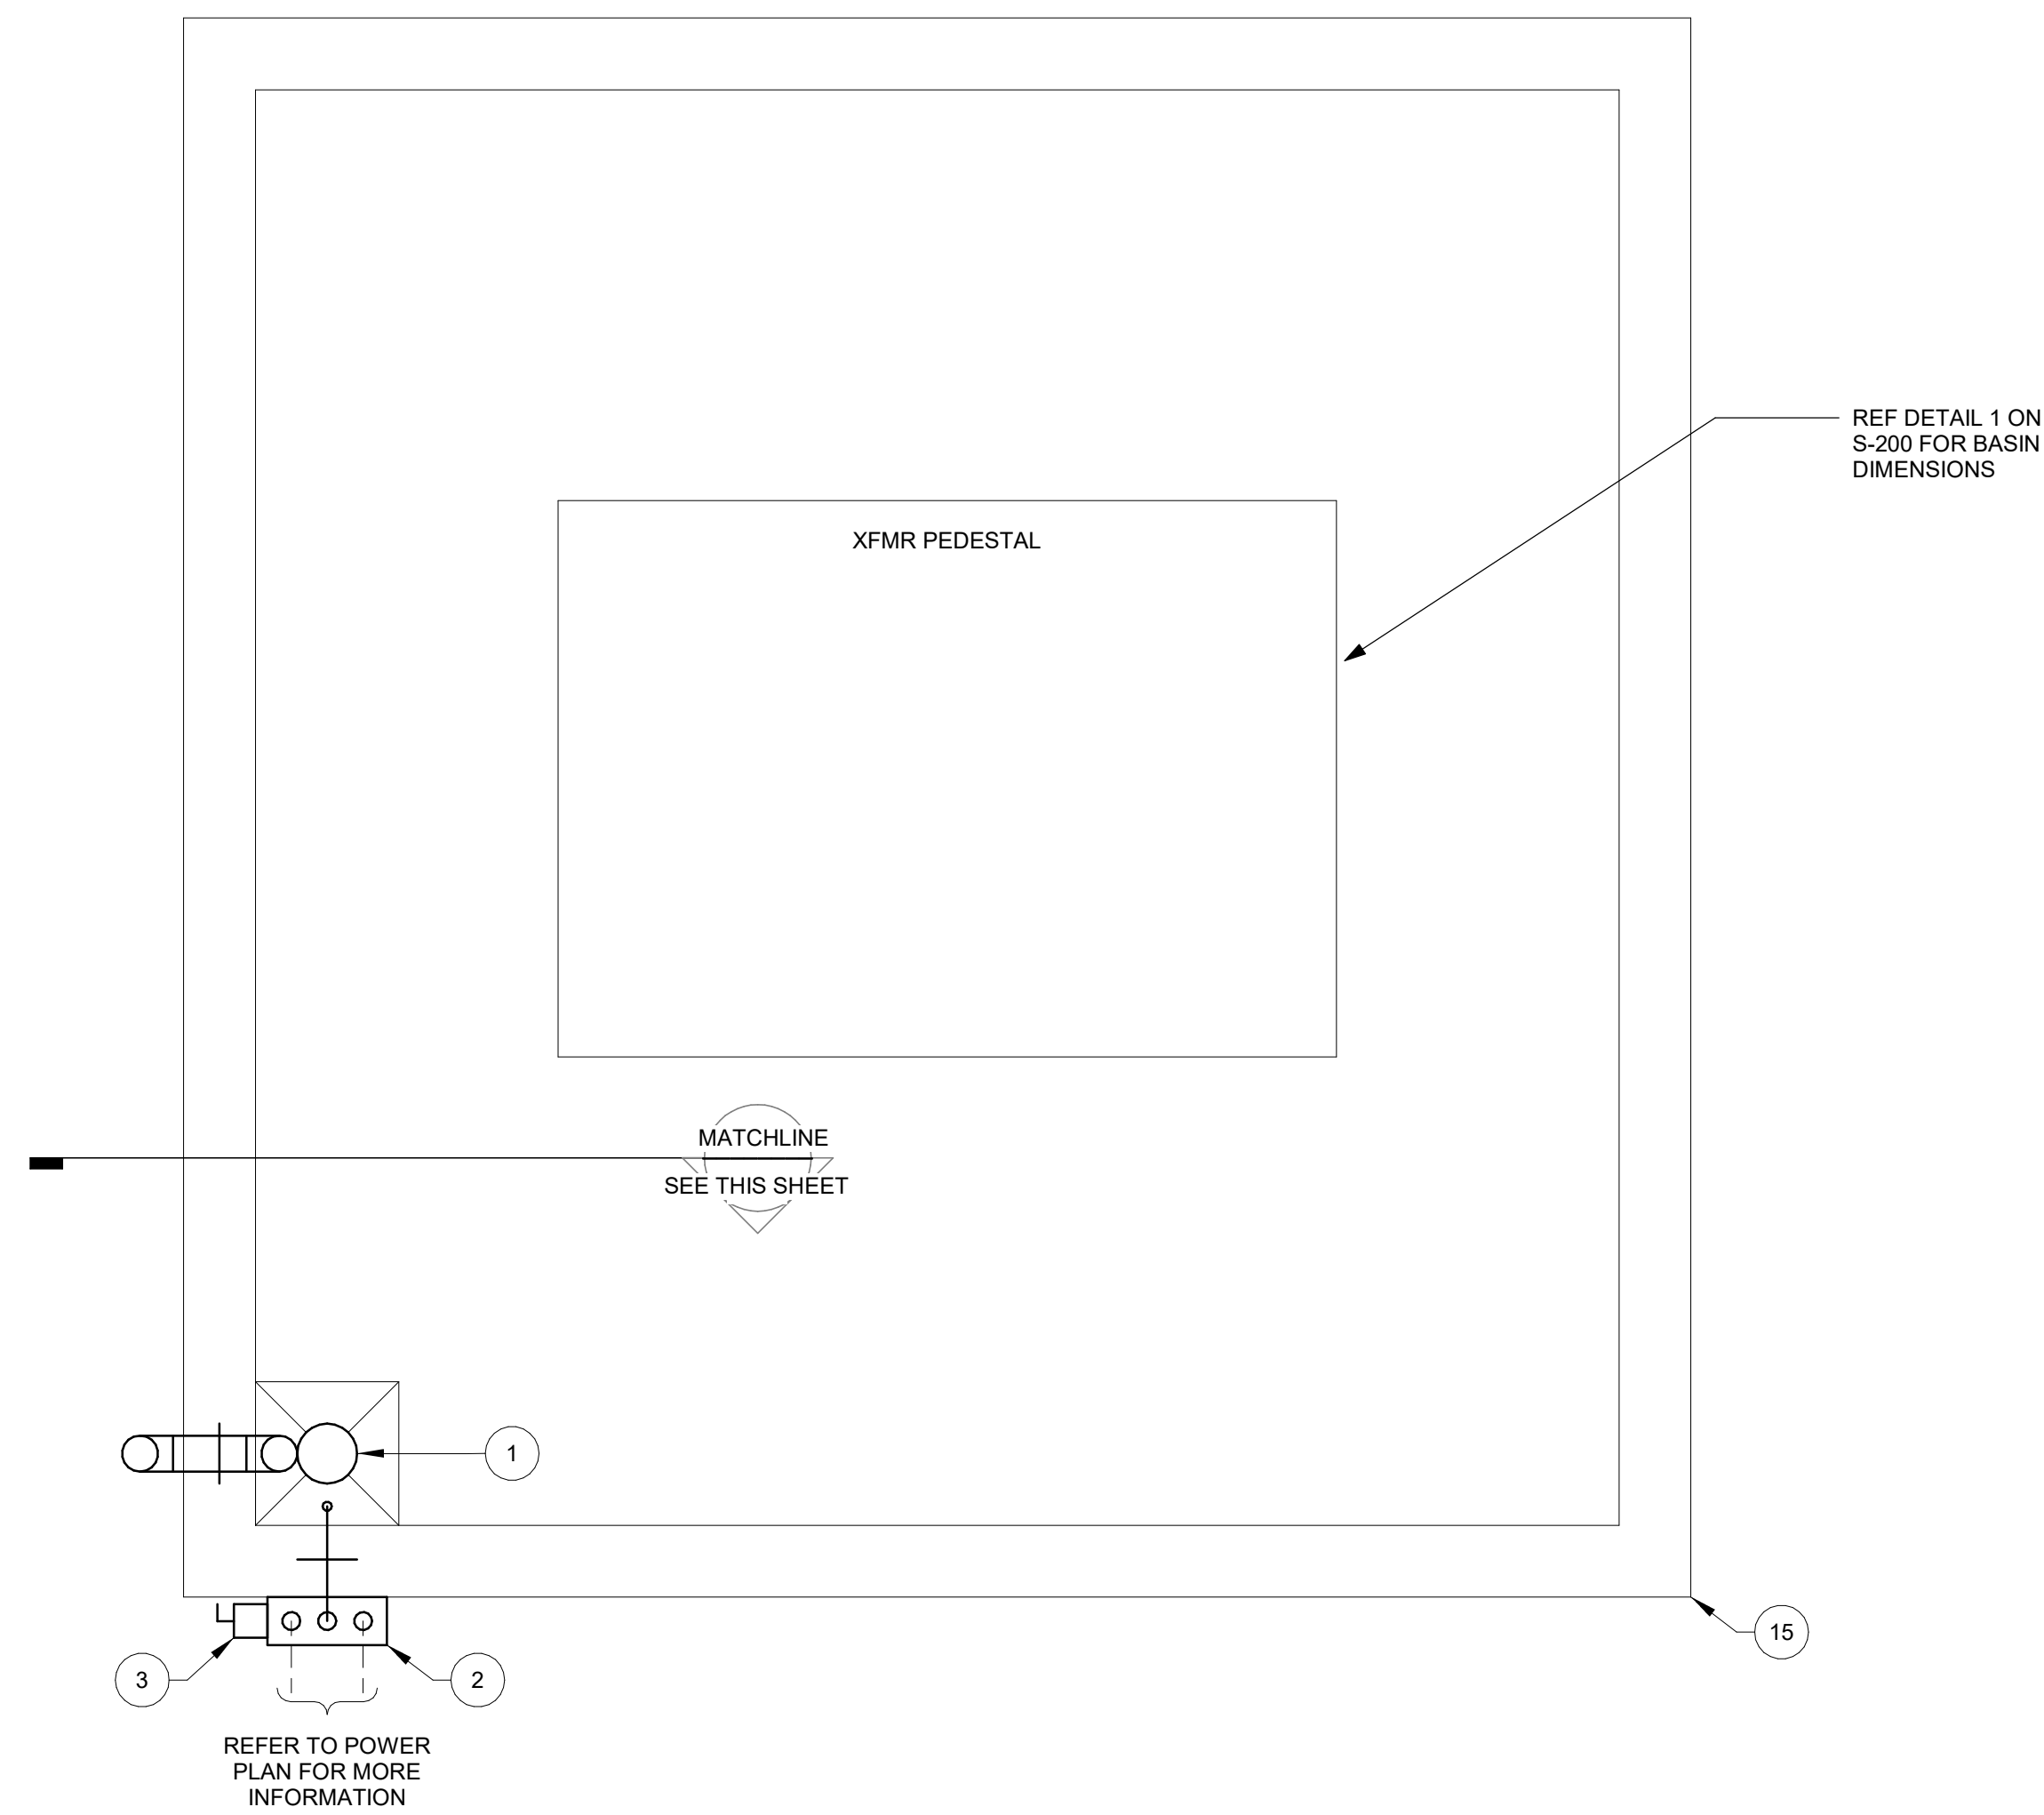 REF DETAIL 1 ON
S-200 FOR BASIN
DIMENSIONS
XFMR PEDESTAL
MATCHLINE
SEE THIS SHEET
1
15
3
2
REFER TO POWER
PLAN FOR MORE
INFORMATION